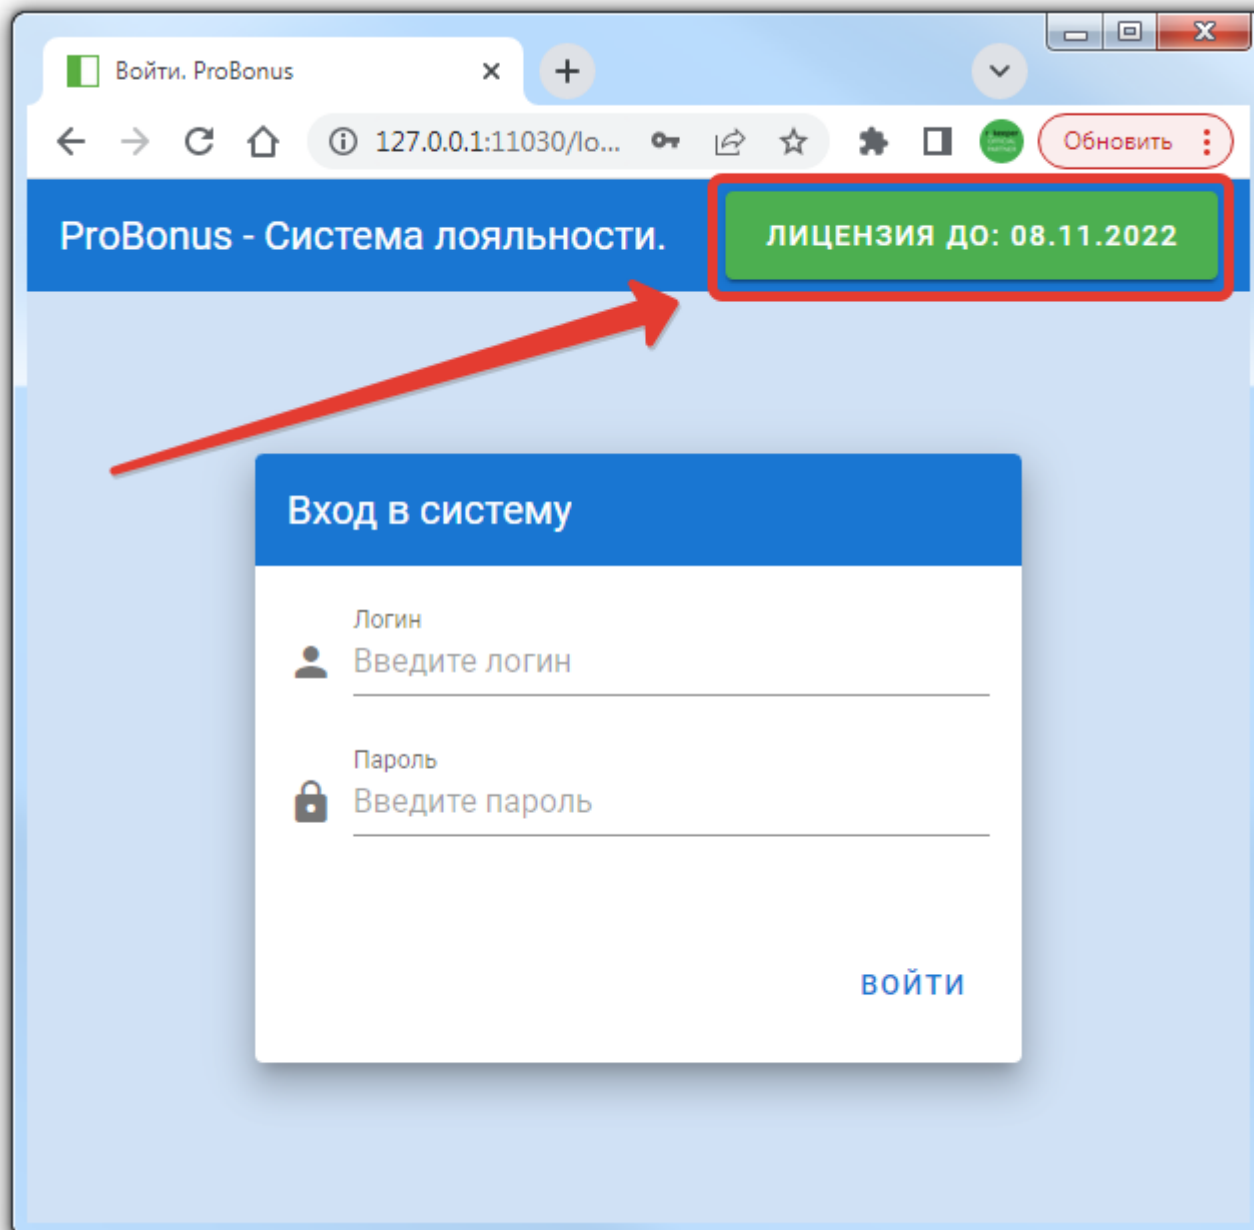 Войти. ProBonus
127.0.0.1:11030/lo...
Обновить
ProBonus - Система лояльности.
ЛИЦЕНЗИЯ ДО: 08.11.2022
Вход в систему
Логин
Введите логин
Пароль
Введите пароль
ВОЙТИ